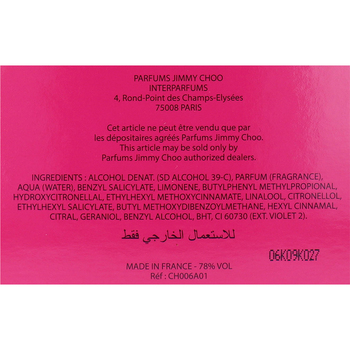 PARFUMS JIMMY CHOO
INTERPARFUMS
4, Rond-Point des Champs-Elysées
75008 PARIS
Cet article ne peut être vendu que par
les dépositaires agréés Parfums Jimmy Choo.
This article may be sold only by
Parfums Jimmy Choo authorized dealers.
INGREDIENTS : ALCOHOL DENAT. (SD ALCOHOL 39-C), PARFUM (FRAGRANCE),
AQUA (WATER), BENZYL SALICYLATE, LIMONENE, BUTYLPHENYL METHYLPROPIONAL,
HYDROXYCITRONELLAL, ETHYLHEXYL METHOXYCINNAMATE, LINALOOL, CITRONELLOL,
ETHYLHEXYL SALICYLATE, BUTYL METHOXYDIBENZOYLMETHANE, HEXYL CINNAMAL,
CITRAL, GERANIOL, BENZYL ALCOHOL, BHT, CI 60730 (EXT. VIOLET 2).
للاستعمال الخارجي فقط
06K09K027
MADE IN FRANCE - 78% VOL
Réf : CH006A01